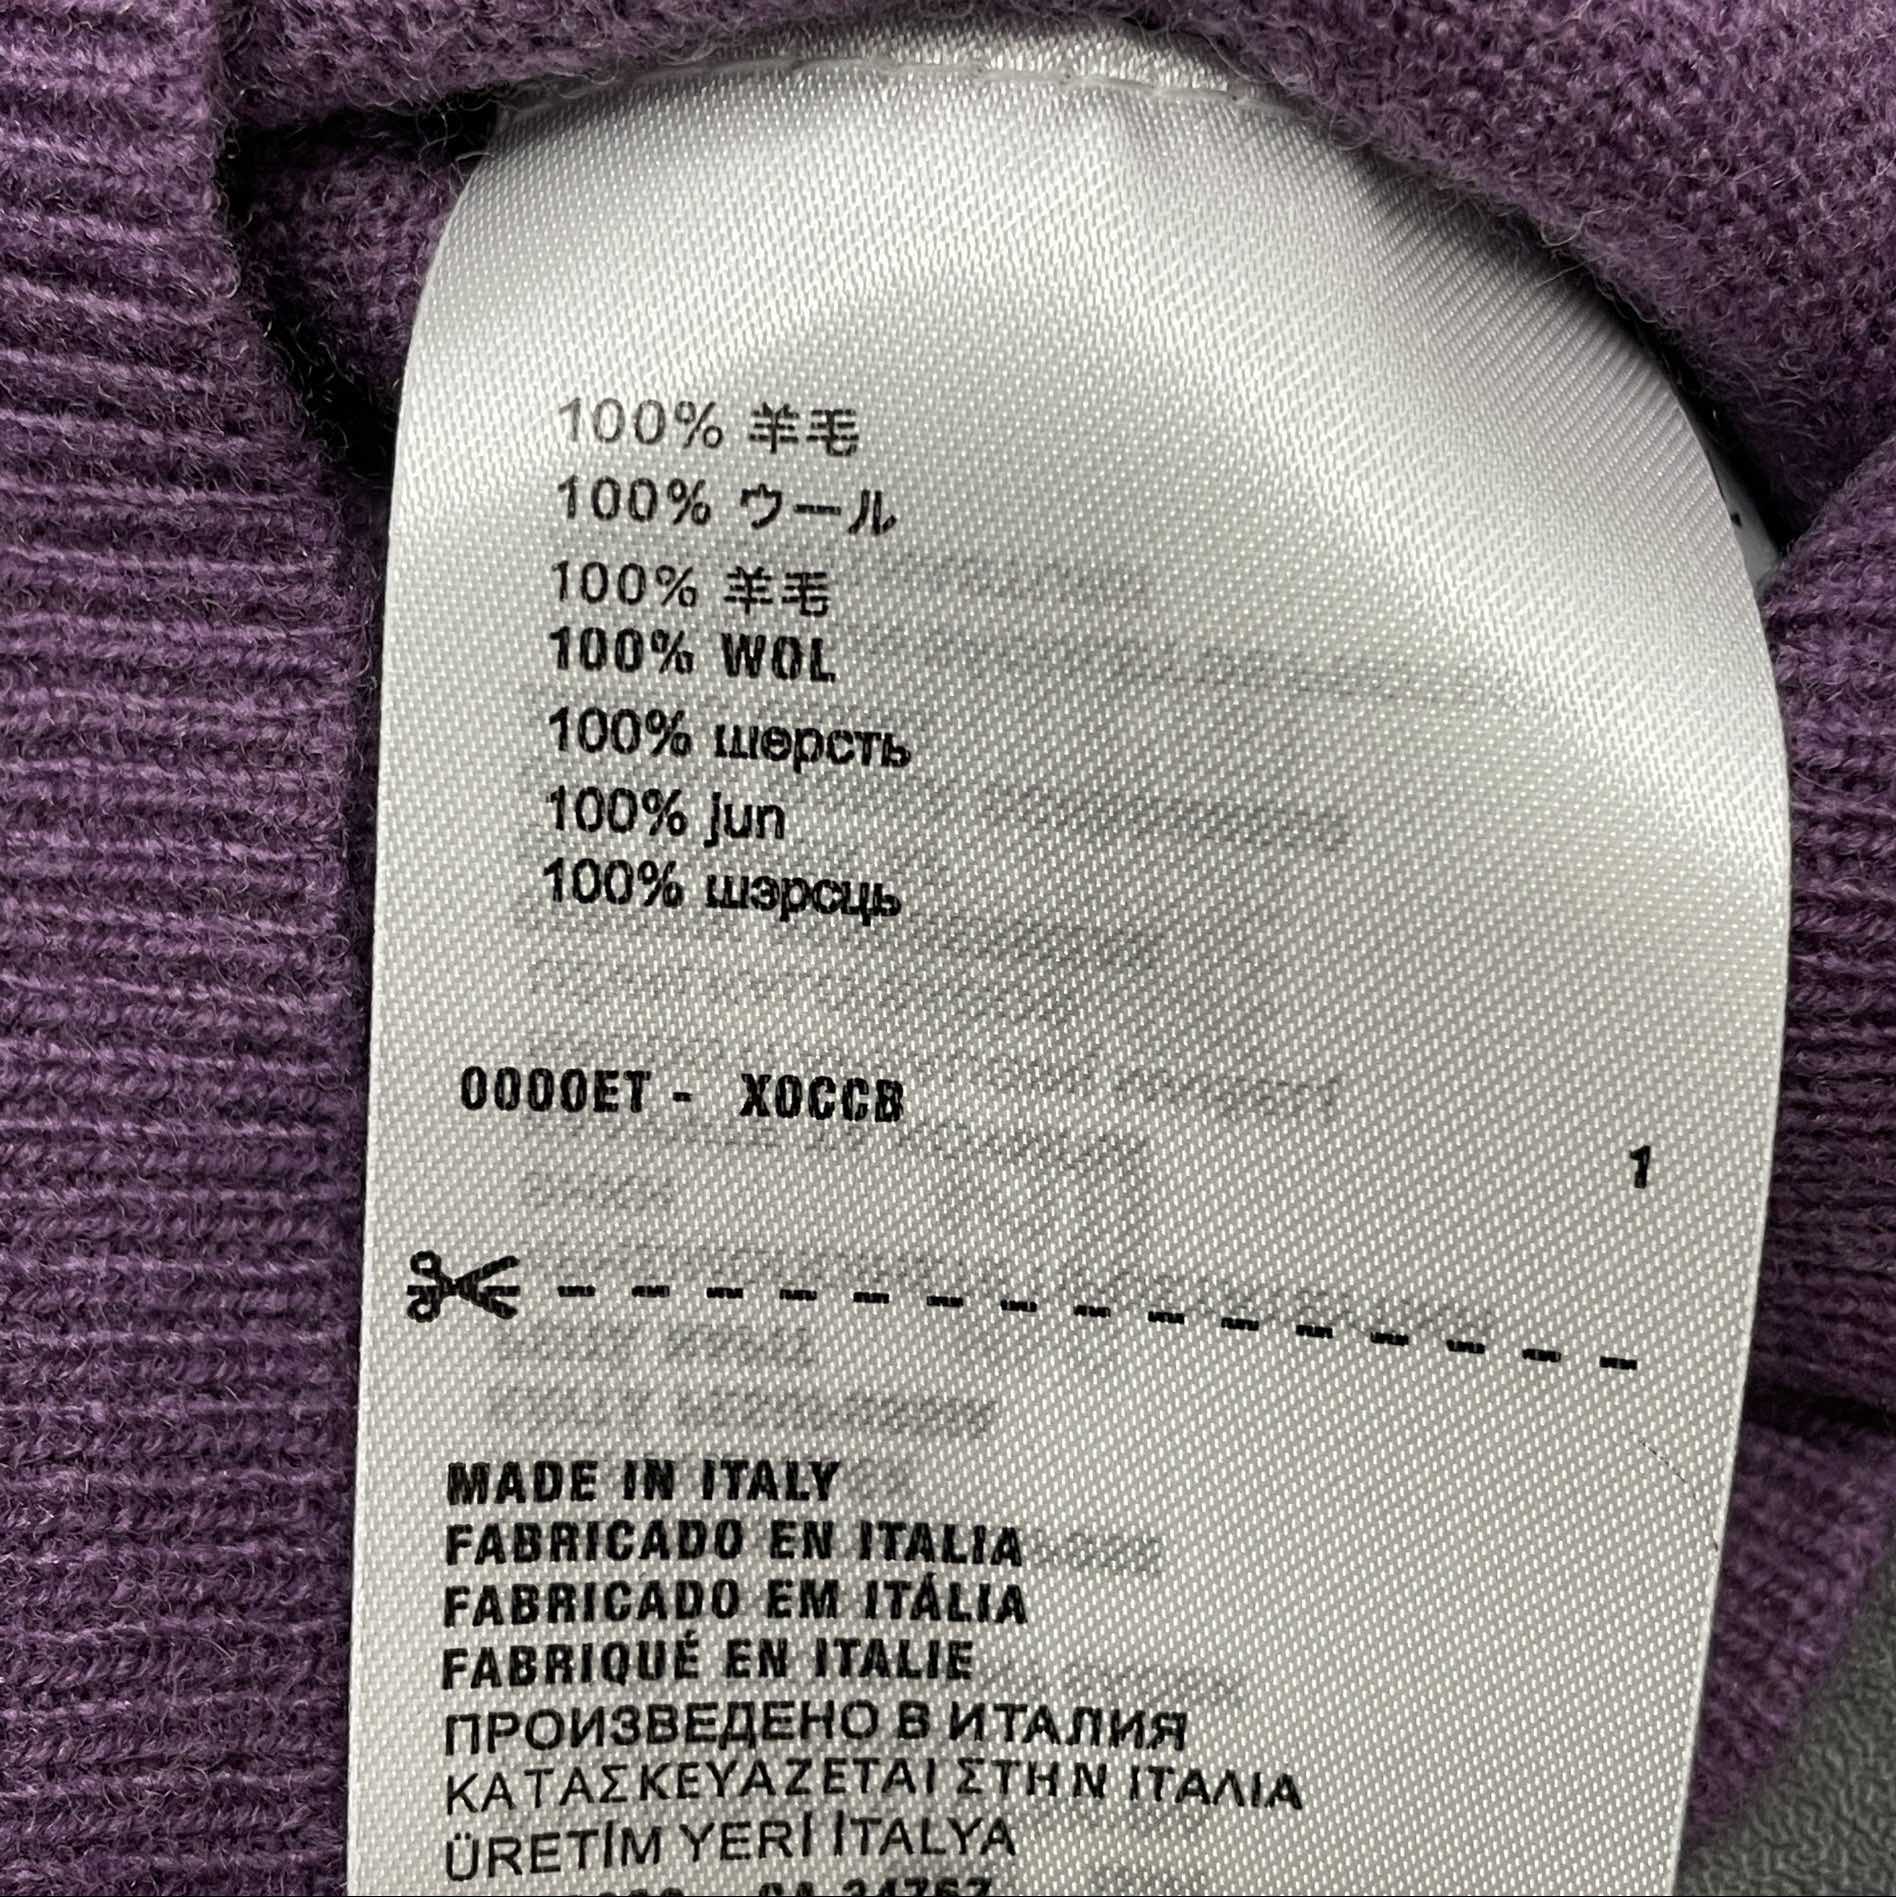 100% 羊毛
100% ウール
100% 羊毛
100% WOL
100% шерсть
100% jun
100% шэрсць
0000ET - X0CCB
1
MADE IN ITALY
FABRICADO EN ITALIA
FABRICADO EM ITÁLIA
FABRIQUÉ EN ITALIE
ПРОИЗВЕДЕНО В ИТАЛИЯ
ΚΑΤΑΣΚΕΥΑΖΕΤΑΙ ΣΤΗΝ ΙΤΑΛΙΑ
ÜRETİM YERİ İTALYA